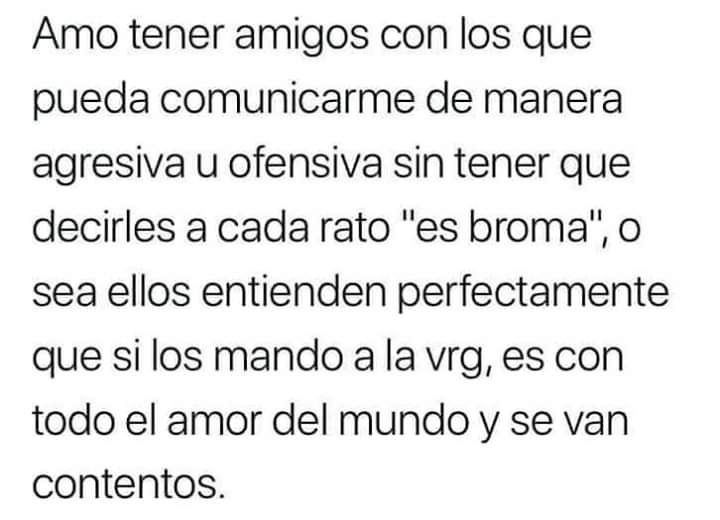 Amo tener amigos con los que
pueda comunicarme de manera
agresiva u ofensiva sin tener que
decirles a cada rato "es broma", o
sea ellos entienden perfectamente
que si los mando a la vrg, es con
todo el amor del mundo y se van
contentos.